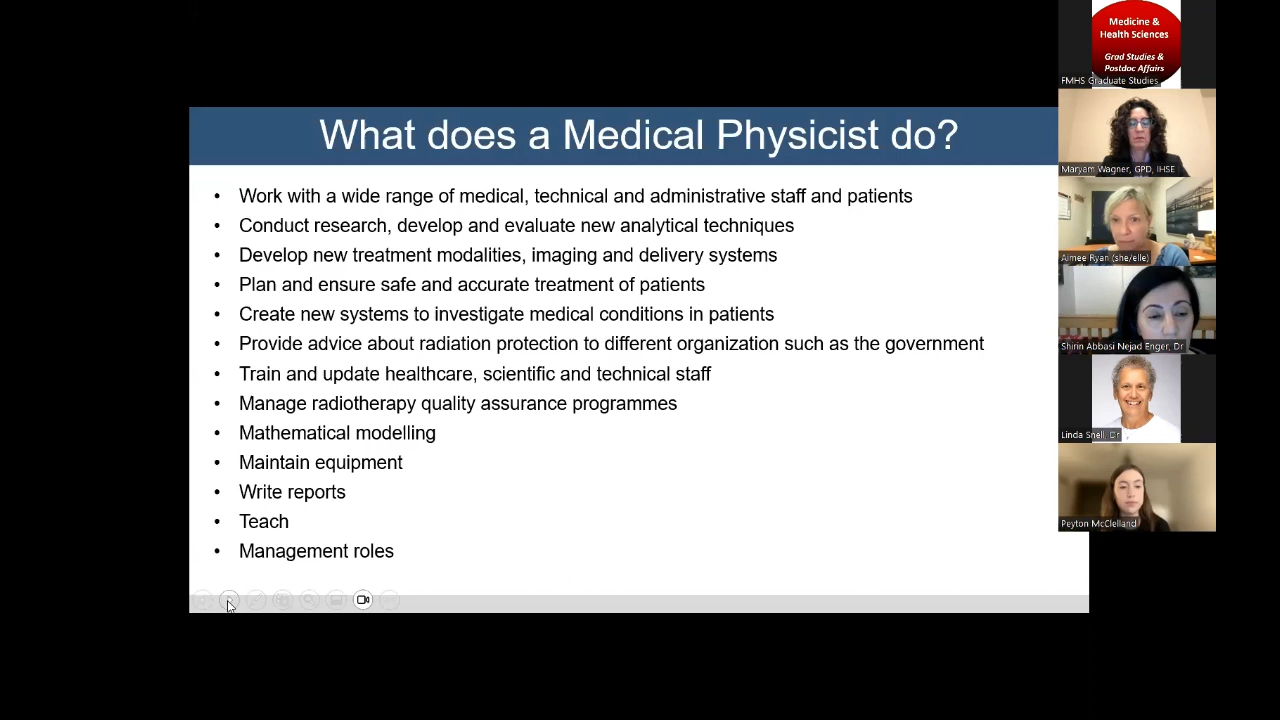 What does a Medical Physicist do?
• Work with a wide range of medical, technical and administrative staff and patients
• Conduct research, develop and evaluate new analytical techniques
• Develop new treatment modalities, imaging and delivery systems
• Plan and ensure safe and accurate treatment of patients
• Create new systems to investigate medical conditions in patients
• Provide advice about radiation protection to different organization such as the government
• Train and update healthcare, scientific and technical staff
• Manage radiotherapy quality assurance programmes
• Mathematical modelling
• Maintain equipment
• Write reports
• Teach
• Management roles
Medicine &
Health Sciences
Grad Studies &
Postdoc Affairs
FMHS Graduate Studies
Maryam Wagner, GPD, IHSE
Aimee Ryan (she/elle)
Shirin Abbasi Nejad Enger, Dr
Linda Snell, Dr
Peyton McClelland